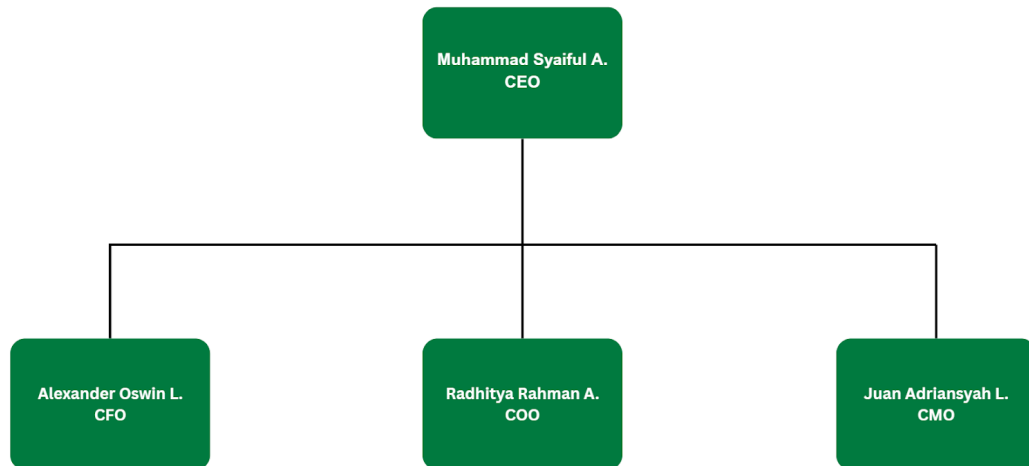 Muhammad Syaiful A.
CEO
Alexander Oswin L.
CFO
Radhitya Rahman A.
COO
Juan Adriansyah L.
CMO